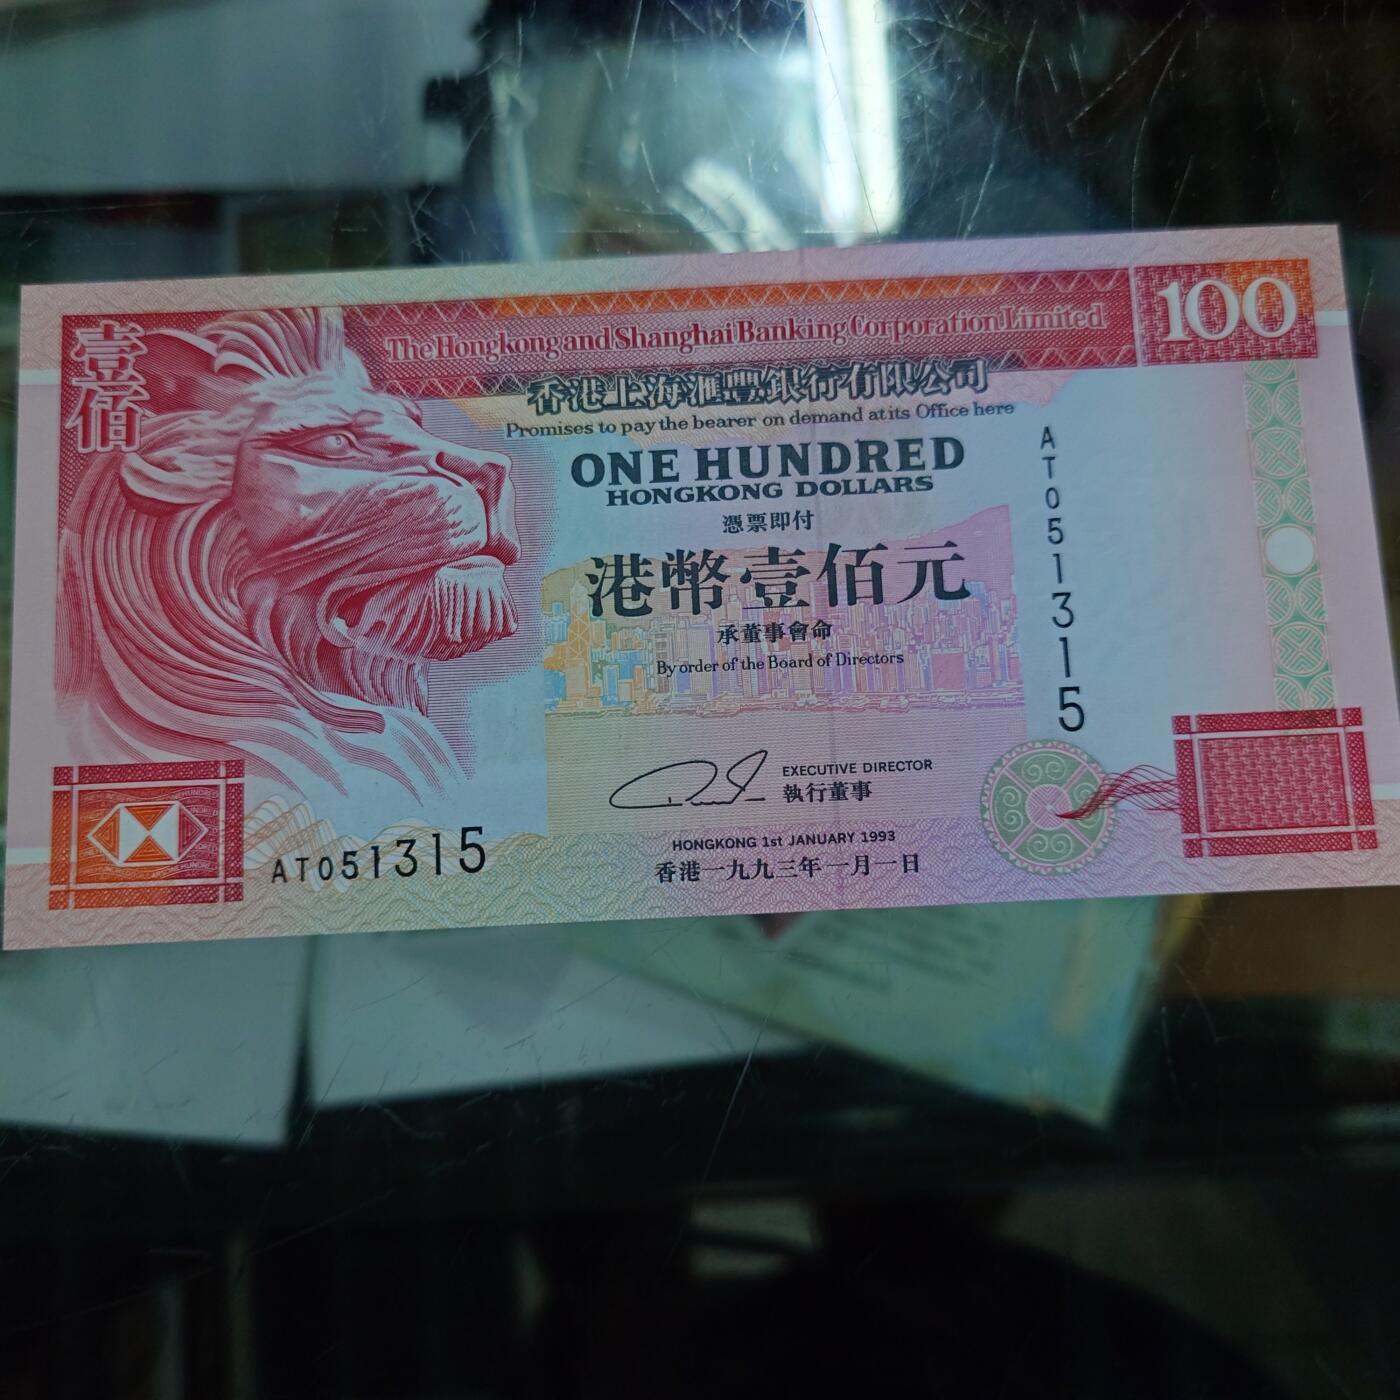 壹佰
The Hongkong and Shanghai Banking Corporation Limited
100
香港上海滙豐銀行有限公司
Promises to pay the bearer on demand at its Office here
ONE HUNDRED
HONGKONG DOLLARS
憑票即付
港幣壹佰元
承董事會命
By order of the Board of Directors
AT051315
EXECUTIVE DIRECTOR
執行董事
HONGKONG 1st JANUARY 1993
香港一九九三年一月一日
AT051315